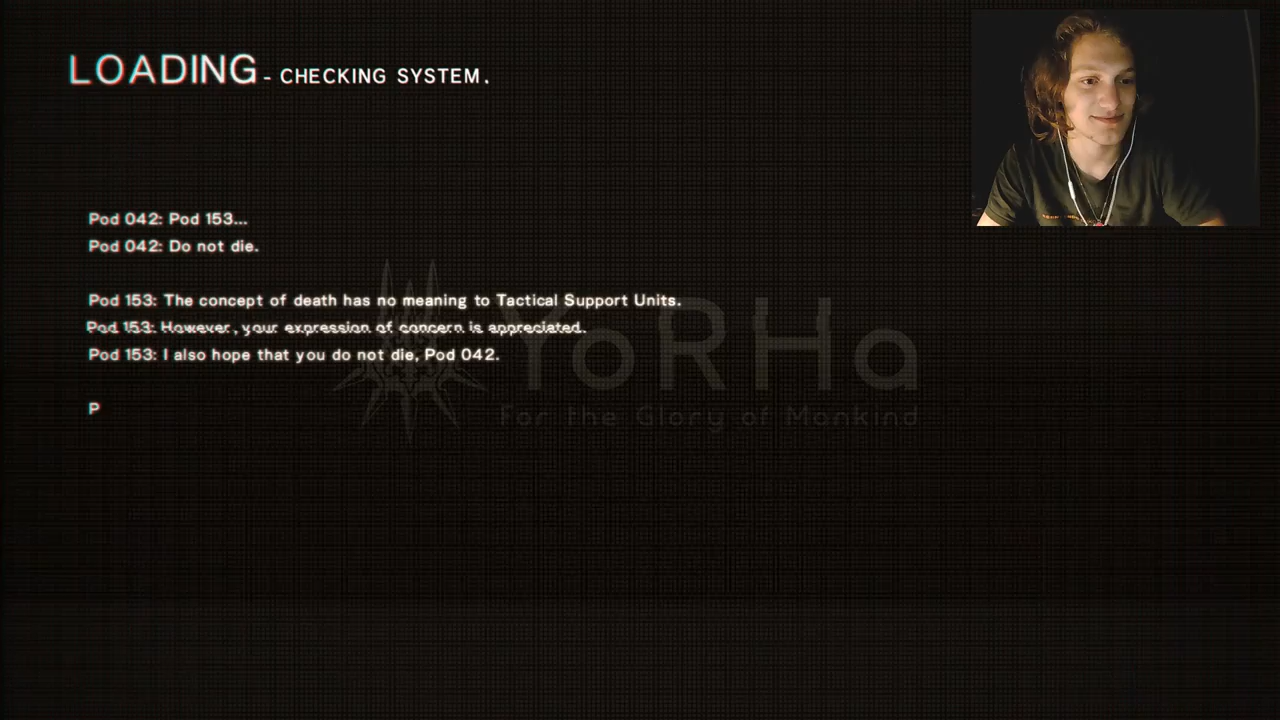 LOADING - CHECKING SYSTEM.
Pod 042: Pod 153...
Pod 042: Do not die.
Pod 153: The concept of death has no meaning to Tactical Support Units.
Pod 153: However, your expression of concern is appreciated.
Pod 153: I also hope that you do not die, Pod 042.
P
YoRHa
For the Glory of Mankind